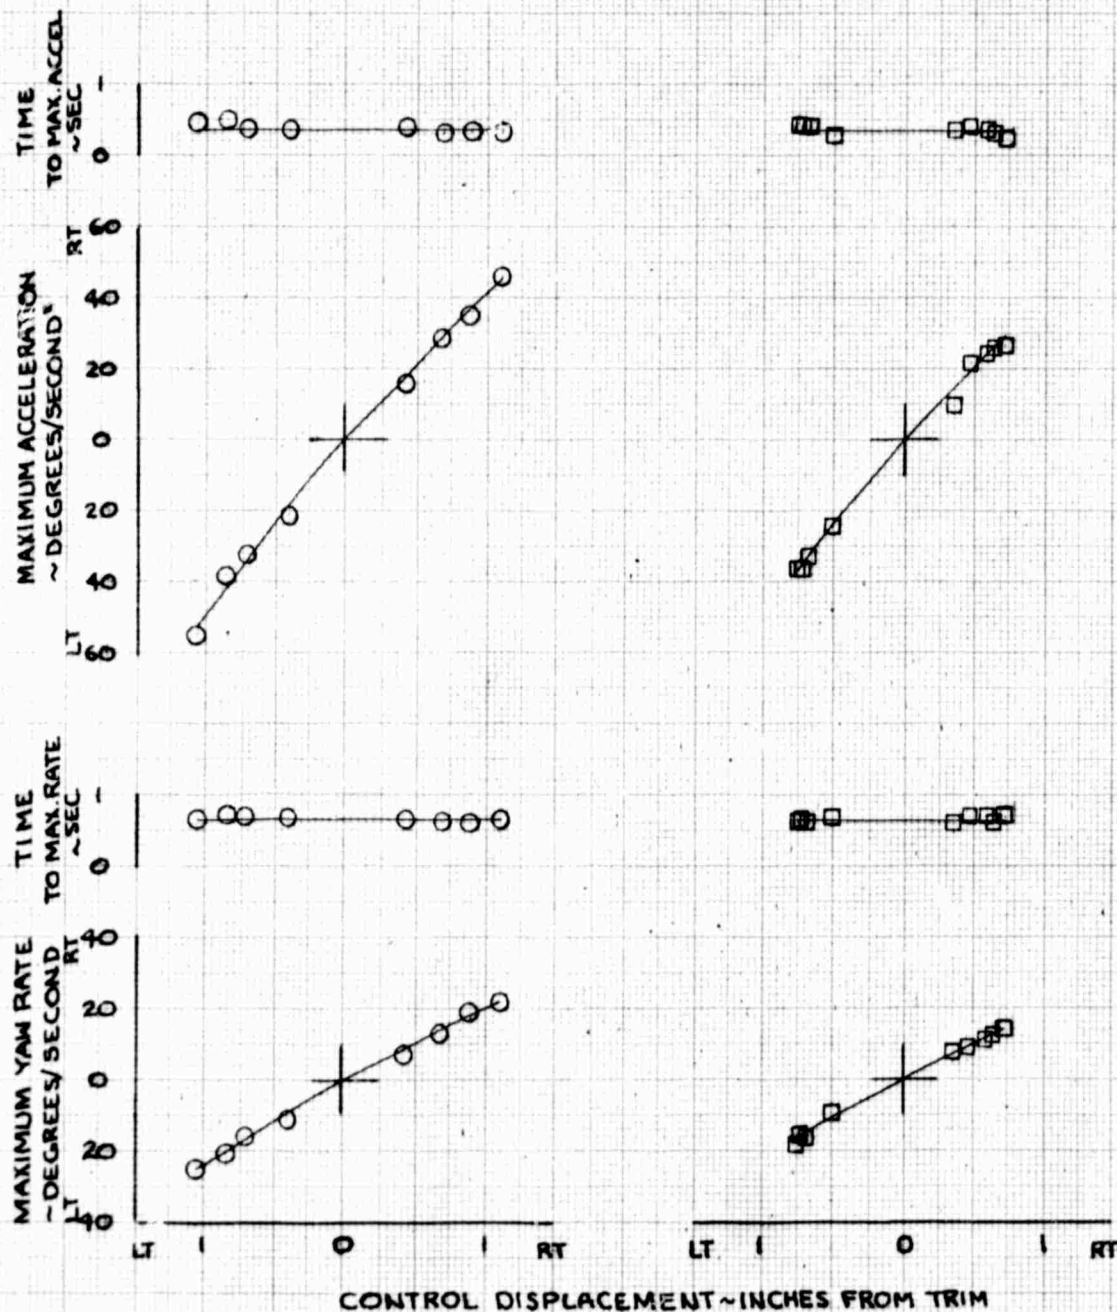 TIME
TO MAX. ACCEL
~SEC
1
0
MAXIMUM ACCELERATION
~DEGREES/SECOND²
RT 60
40
20
0
20
40
LT 60
TIME
TO MAX. RATE
~SEC
1
0
MAXIMUM YAW RATE
~DEGREES/SECOND
RT 40
20
0
20
LT 40
LT 1 0 1 RT LT 1 0 1 RT
CONTROL DISPLACEMENT ~ INCHES FROM TRIM